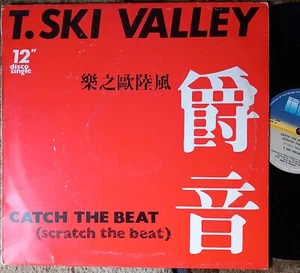 T. SKI VALLEY
12"
disco
single
樂之歐陸風
爵
音
CATCH THE BEAT
(scratch the beat)